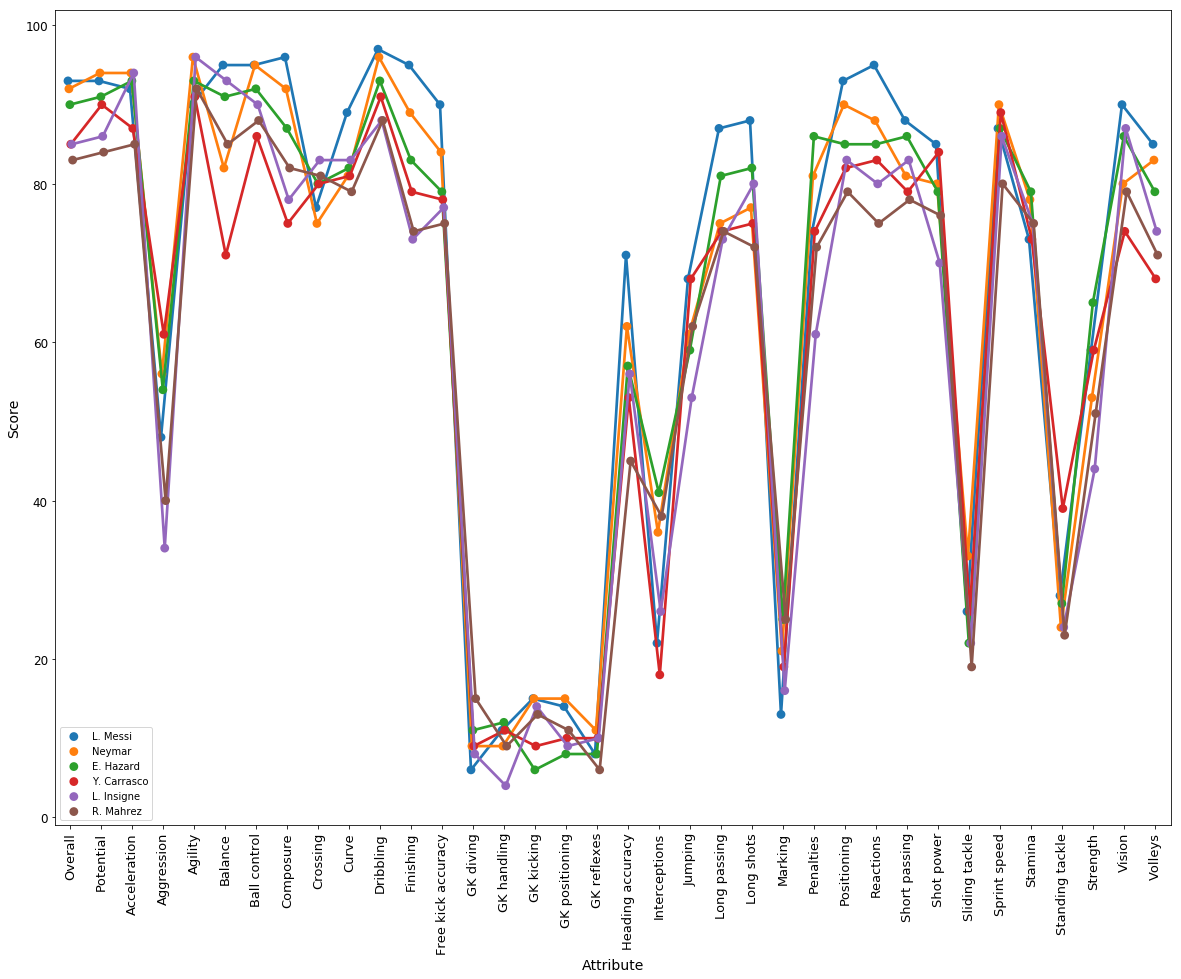 100
80
60
40
20
0
Score
L. Messi
Neymar
E. Hazard
Y. Carrasco
L. Insigne
R. Mahrez
Overall
Potential
Acceleration
Aggression
Agility
Balance
Ball control
Composure
Crossing
Curve
Dribbling
Finishing
Free kick accuracy
GK diving
GK handling
GK kicking
GK positioning
GK reflexes
Heading accuracy
Interceptions
Jumping
Long passing
Long shots
Marking
Penalties
Positioning
Reactions
Short passing
Shot power
Sliding tackle
Sprint speed
Stamina
Standing tackle
Strength
Vision
Volleys
Attribute